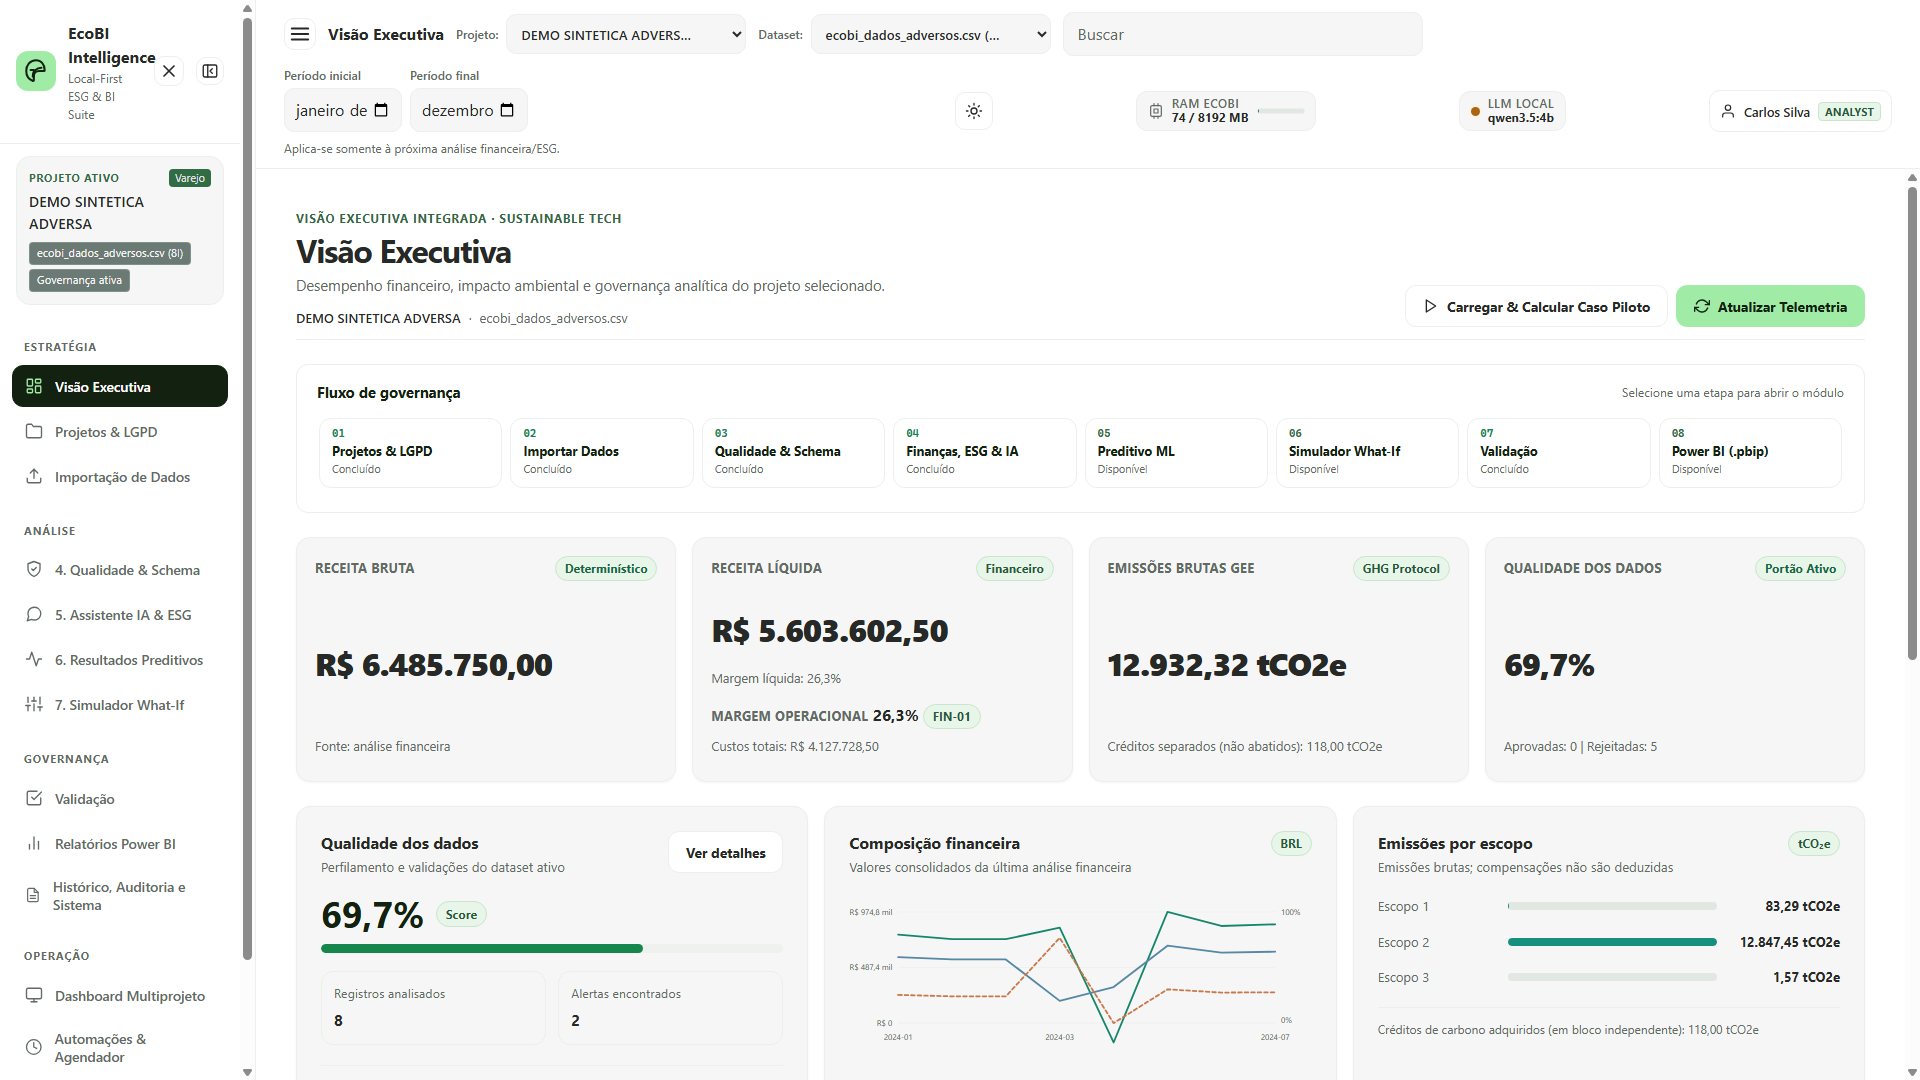 EcoBI
Intelligence
Local-First
ESG & BI
Suite
PROJETO ATIVO
Varejo
DEMO SINTETICA
ADVERSA
ecobi_dados_adversos.csv (8l)
Governança ativa
ESTRATÉGIA
Visão Executiva
Projetos & LGPD
Importação de Dados
ANÁLISE
4. Qualidade & Schema
5. Assistente IA & ESG
6. Resultados Preditivos
7. Simulador What-If
GOVERNANÇA
Validação
Relatórios Power BI
Histórico, Auditoria e
Sistema
OPERAÇÃO
Dashboard Multiprojeto
Automações &
Agendador
Visão Executiva
Projeto:
DEMO SINTETICA ADVERS...
Dataset:
ecobi_dados_adversos.csv (...
Buscar
Período inicial
Período final
janeiro de
dezembro
Aplica-se somente à próxima análise financeira/ESG.
RAM ECOBI
74 / 8192 MB
LLM LOCAL
qwen3.5:4b
Carlos Silva
ANALYST
VISÃO EXECUTIVA INTEGRADA · SUSTAINABLE TECH
Visão Executiva
Desempenho financeiro, impacto ambiental e governança analítica do projeto selecionado.
DEMO SINTETICA ADVERSA · ecobi_dados_adversos.csv
Carregar & Calcular Caso Piloto
Atualizar Telemetria
Fluxo de governança
Selecione uma etapa para abrir o módulo
01
Projetos & LGPD
Concluído
02
Importar Dados
Concluído
03
Qualidade & Schema
Concluído
04
Finanças, ESG & IA
Concluído
05
Preditivo ML
Disponível
06
Simulador What-If
Disponível
07
Validação
Concluído
08
Power BI (.pbip)
Disponível
RECEITA BRUTA
Determinístico
R$ 6.485.750,00
Fonte: análise financeira
RECEITA LÍQUIDA
Financeiro
R$ 5.603.602,50
Margem líquida: 26,3%
MARGEM OPERACIONAL 26,3% FIN-01
Custos totais: R$ 4.127.728,50
EMISSÕES BRUTAS GEE
GHG Protocol
12.932,32 tCO2e
Créditos separados (não abatidos): 118,00 tCO2e
QUALIDADE DOS DADOS
Portão Ativo
69,7%
Aprovadas: 0 | Rejeitadas: 5
Qualidade dos dados
Perfilamento e validações do dataset ativo
Ver detalhes
69,7%
Score
Registros analisados
8
Alertas encontrados
2
Composição financeira
BRL
Valores consolidados da última análise financeira
R$ 974,8 mil
R$ 487,4 mil
R$ 0
100%
0%
2024-01
2024-03
2024-07
Emissões por escopo
tCO₂e
Emissões brutas; compensações não são deduzidas
Escopo 1
83,29 tCO2e
Escopo 2
12.847,45 tCO2e
Escopo 3
1,57 tCO2e
Créditos de carbono adquiridos (em bloco independente): 118,00 tCO2e